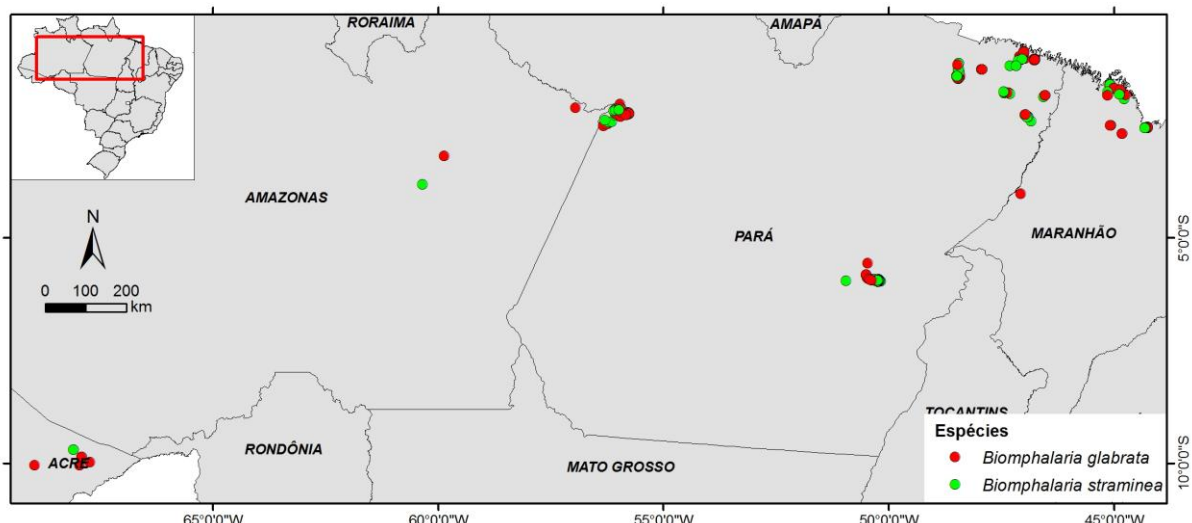 RORAIMA
AMAPÁ
AMAZONAS
PARÁ
MARANHÃO
N
0 100 200
km
5°0'0"S
TOCANTINS
RONDÔNIA
ACRE
MATO GROSSO
Espécies
Biomphalaria glabrata
Biomphalaria straminea
10°0'0"S
65°0'0"W 60°0'0"W 55°0'0"W 50°0'0"W 45°0'0"W